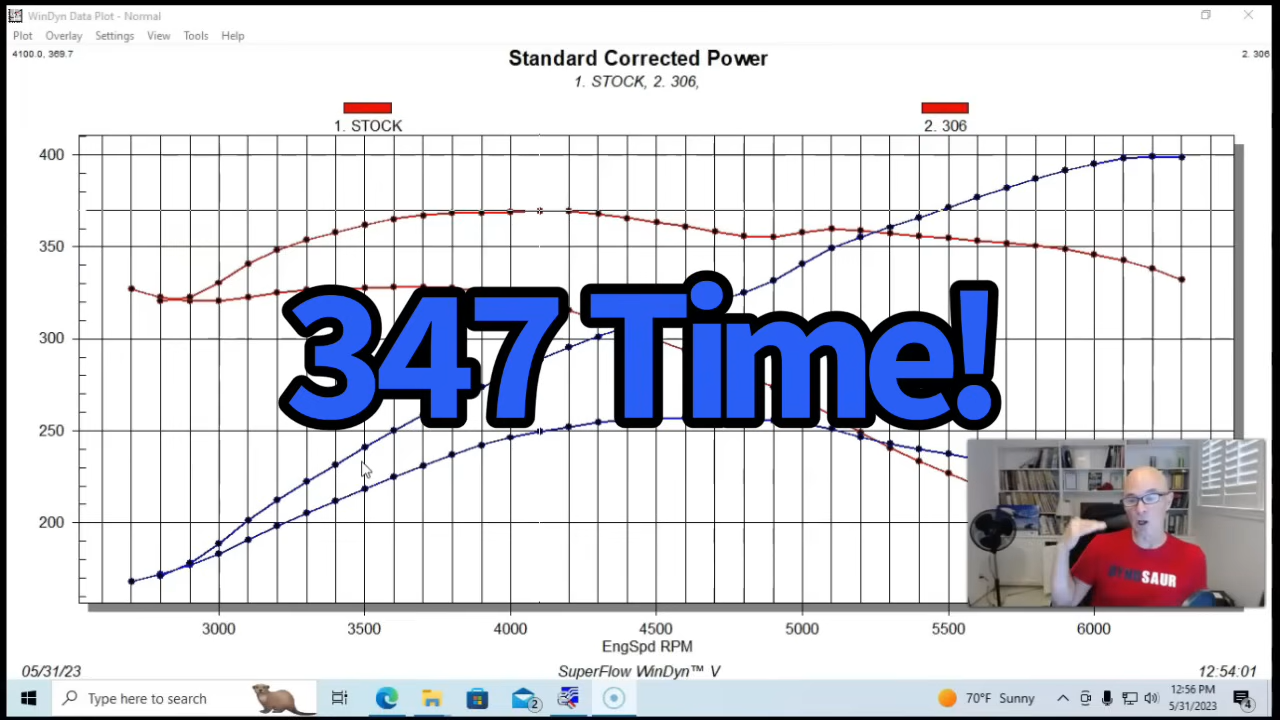 WinDyn Data Plot - Normal
Plot Overlay Settings View Tools Help
4100.0, 369.7
2. 306
Standard Corrected Power
1. STOCK, 2. 306,
1. STOCK
2. 306
400
350
300
250
200
347 Time!
SAUR
3000 3500 4000 4500 5000 5500 6000
EngSpd RPM
05/31/23
SuperFlow WinDyn™ V
12:54:01
Type here to search
2
70°F Sunny
12:56 PM
5/31/2023
4